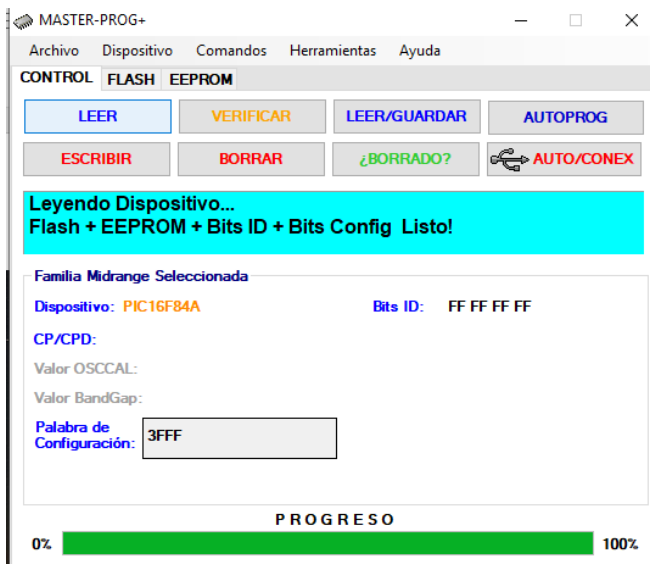 MASTER-PROG+
Archivo Dispositivo Comandos Herramientas Ayuda
CONTROL FLASH EEPROM
LEER VERIFICAR LEER/GUARDAR AUTOPROG
ESCRIBIR BORRAR ¿BORRADO? AUTO/CONEX
Leyendo Dispositivo...
Flash + EEPROM + Bits ID + Bits Config Listo!
Familia Midrange Seleccionada
Dispositivo: PIC16F84A Bits ID: FF FF FF FF
CP/CPD:
Valor OSCCAL:
Valor BandGap:
Palabra de
Configuración: 3FFF
PROGRESO
0% 100%